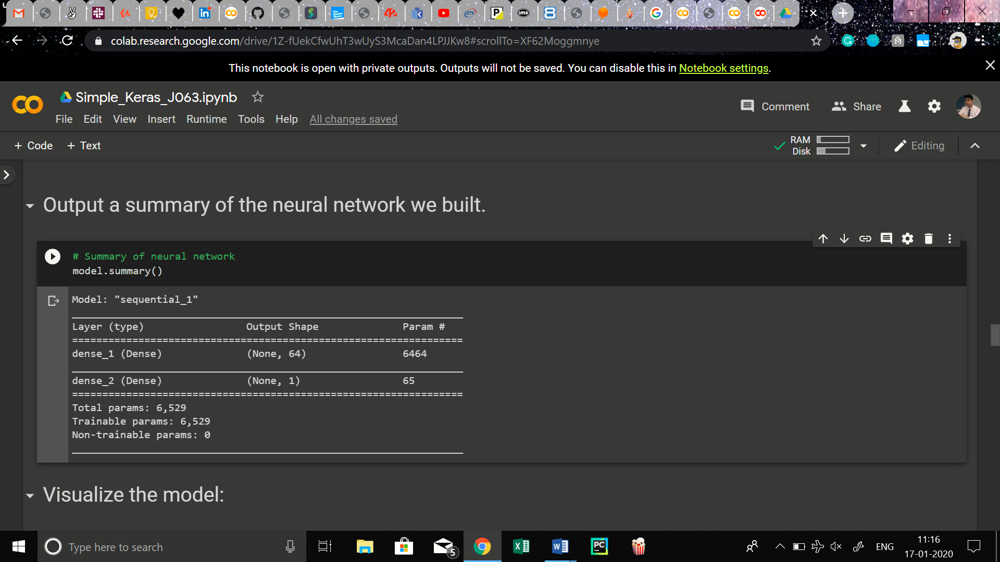 colab.research.google.com/drive/1Z-fUekCfwUhT3wUyS3McaDan4LPJJKw8#scrollTo=XF62Moggmnye
This notebook is open with private outputs. Outputs will not be saved. You can disable this in Notebook settings.
Simple_Keras_J063.ipynb
Comment
Share
File Edit View Insert Runtime Tools Help All changes saved
+ Code + Text
RAM
Disk
Editing
Output a summary of the neural network we built.
# Summary of neural network
model.summary()
Model: "sequential_1"
_________________________________________________________________
Layer (type) Output Shape Param #
=================================================================
dense_1 (Dense) (None, 64) 6464
_________________________________________________________________
dense_2 (Dense) (None, 1) 65
=================================================================
Total params: 6,529
Trainable params: 6,529
Non-trainable params: 0
_________________________________________________________________
Visualize the model:
Type here to search
5
ENG
11:16
17-01-2020